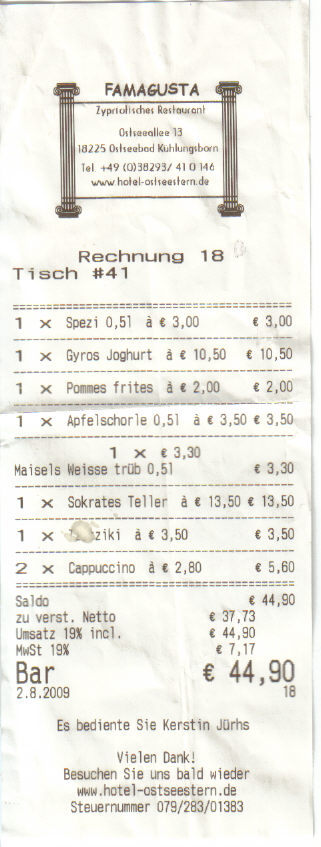 FAMAGUSTA
Zypriotisches Restaurant
Ostseeallee 13
18225 Ostseebad Kühlungsborn
Tel. +49 (0)38293/ 41 0 146
www.hotel-ostseestern.de
Rechnung 18
Tisch #41
1 x Spezi 0,5l à € 3,00 € 3,00
1 x Gyros Joghurt à € 10,50 € 10,50
1 x Pommes frites à € 2,00 € 2,00
1 x Apfelschorle 0,5l à € 3,50 € 3,50
1 x € 3,30
Maisels Weisse trüb 0,5l € 3,30
1 x Sokrates Teller à € 13,50 € 13,50
1 x à € 3,50 € 3,50
2 x Cappuccino à € 2,80 € 5,60
Saldo € 44,90
zu verst. Netto € 37,73
Umsatz 19% incl. € 44,90
MwSt 19% € 7,17
Bar € 44,90
2.8.2009 18
Es bediente Sie Kerstin Jürhs
Vielen Dank!
Besuchen Sie uns bald wieder
www.hotel-ostseestern.de
Steuernummer 079/283/01383